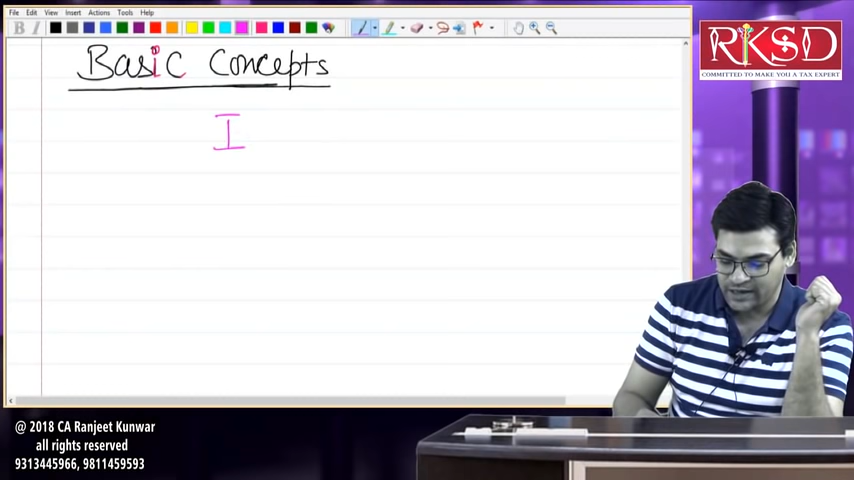 File Edit View Insert Actions Tools Help
B I
Basic Concepts
I
RKSD
COMMITTED TO MAKE YOU A TAX EXPERT
@ 2018 CA Ranjeet Kunwar
all rights reserved
9313445966, 9811459593